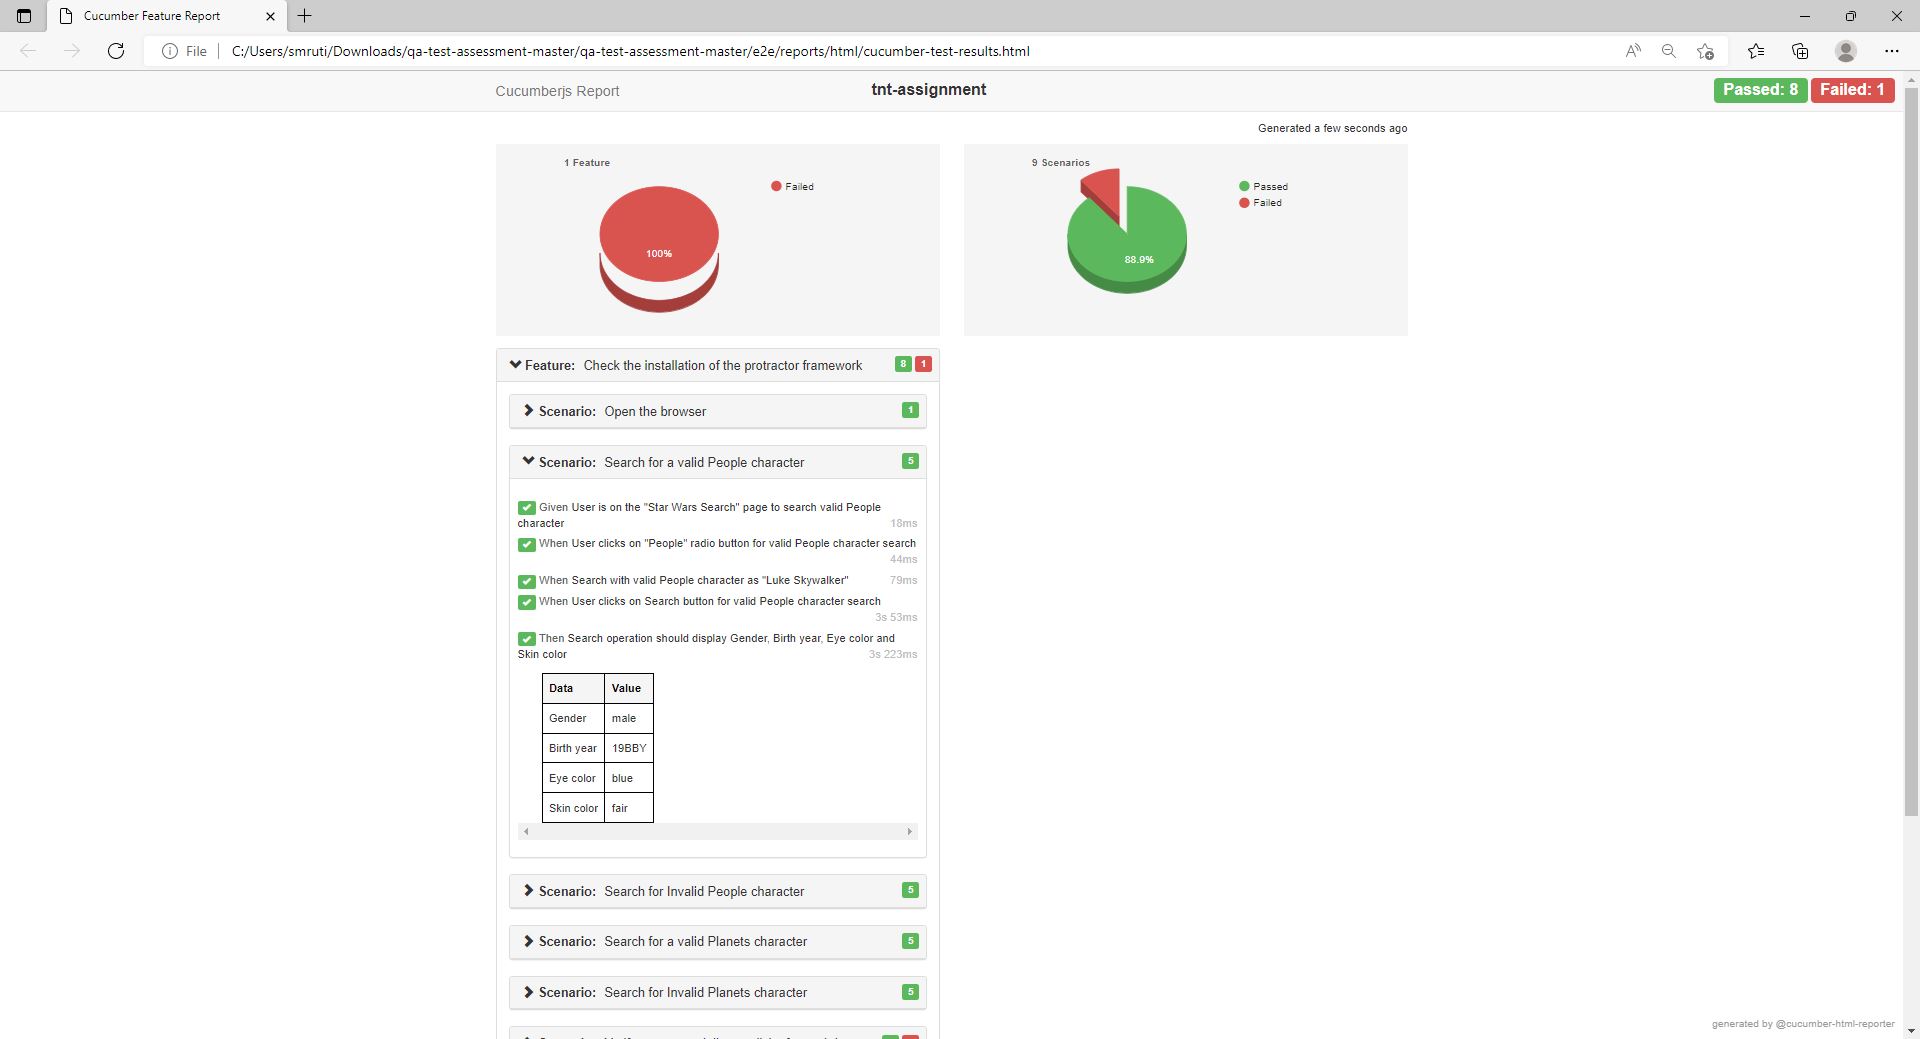 Cucumber Feature Report
File
C:/Users/smruti/Downloads/qa-test-assessment-master/qa-test-assessment-master/e2e/reports/html/cucumber-test-results.html
Cucumberjs Report
tnt-assignment
Passed: 8 Failed: 1
Generated a few seconds ago
1 Feature
Failed
100%
9 Scenarios
Passed
Failed
88.9%
Feature: Check the installation of the protractor framework 8 1
Scenario: Open the browser 1
Scenario: Search for a valid People character 5
Given User is on the "Star Wars Search" page to search valid People
character 18ms
When User clicks on "People" radio button for valid People character search
44ms
When Search with valid People character as "Luke Skywalker" 79ms
When User clicks on Search button for valid People character search
3s 53ms
Then Search operation should display Gender, Birth year, Eye color and
Skin color 3s 223ms
Data Value
Gender male
Birth year 19BBY
Eye color blue
Skin color fair
Scenario: Search for Invalid People character 5
Scenario: Search for a valid Planets character 5
Scenario: Search for Invalid Planets character 5
generated by @cucumber-html-reporter